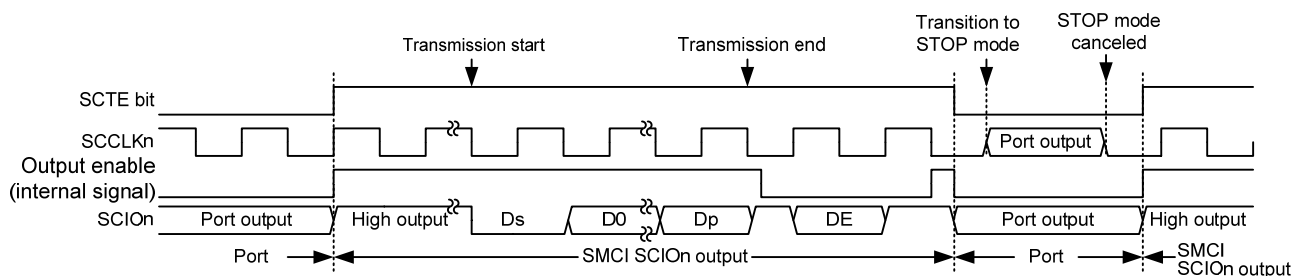 Transmission start
Transmission end
Transition to
STOP mode
STOP mode
canceled
SCTE bit
SCCLKn
Port output
Output enable
(internal signal)
SCIOn
Port output
High output
Ds
D0
Dp
DE
Port output
High output
Port
SMCI SCIOn output
Port
SMCI
SCIOn output